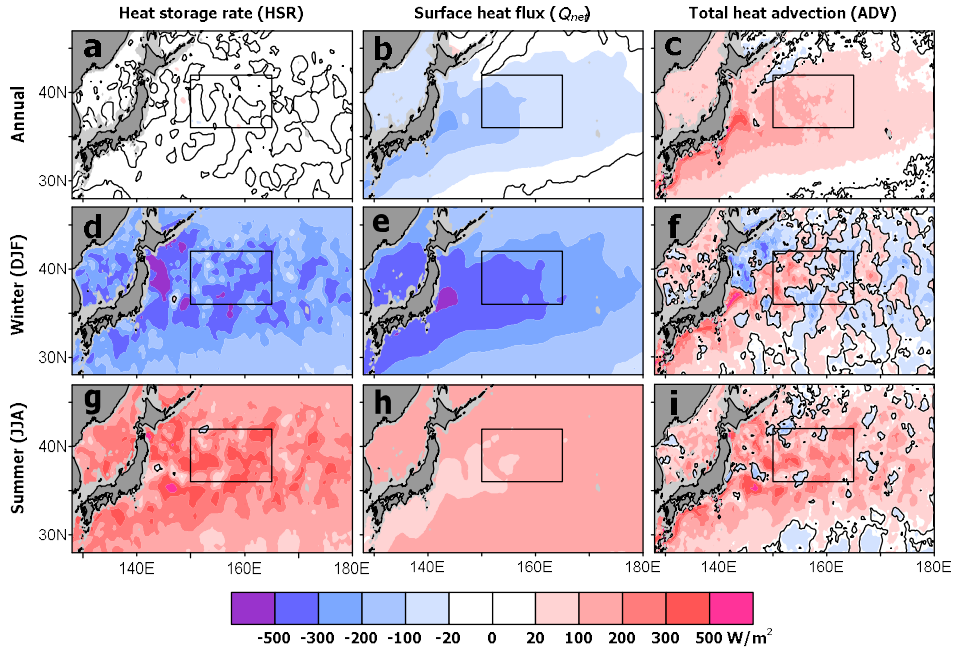 Heat storage rate (HSR) Surface heat flux (Qnet) Total heat advection (ADV)
Annual
a b c
40N
30N
Winter (DJF)
d e f
40N
30N
Summer (JJA)
g h i
40N
30N
140E 160E 180E 140E 160E 180E 140E 160E 180E
-500 -300 -200 -100 -20 0 20 100 200 300 500 W/m²